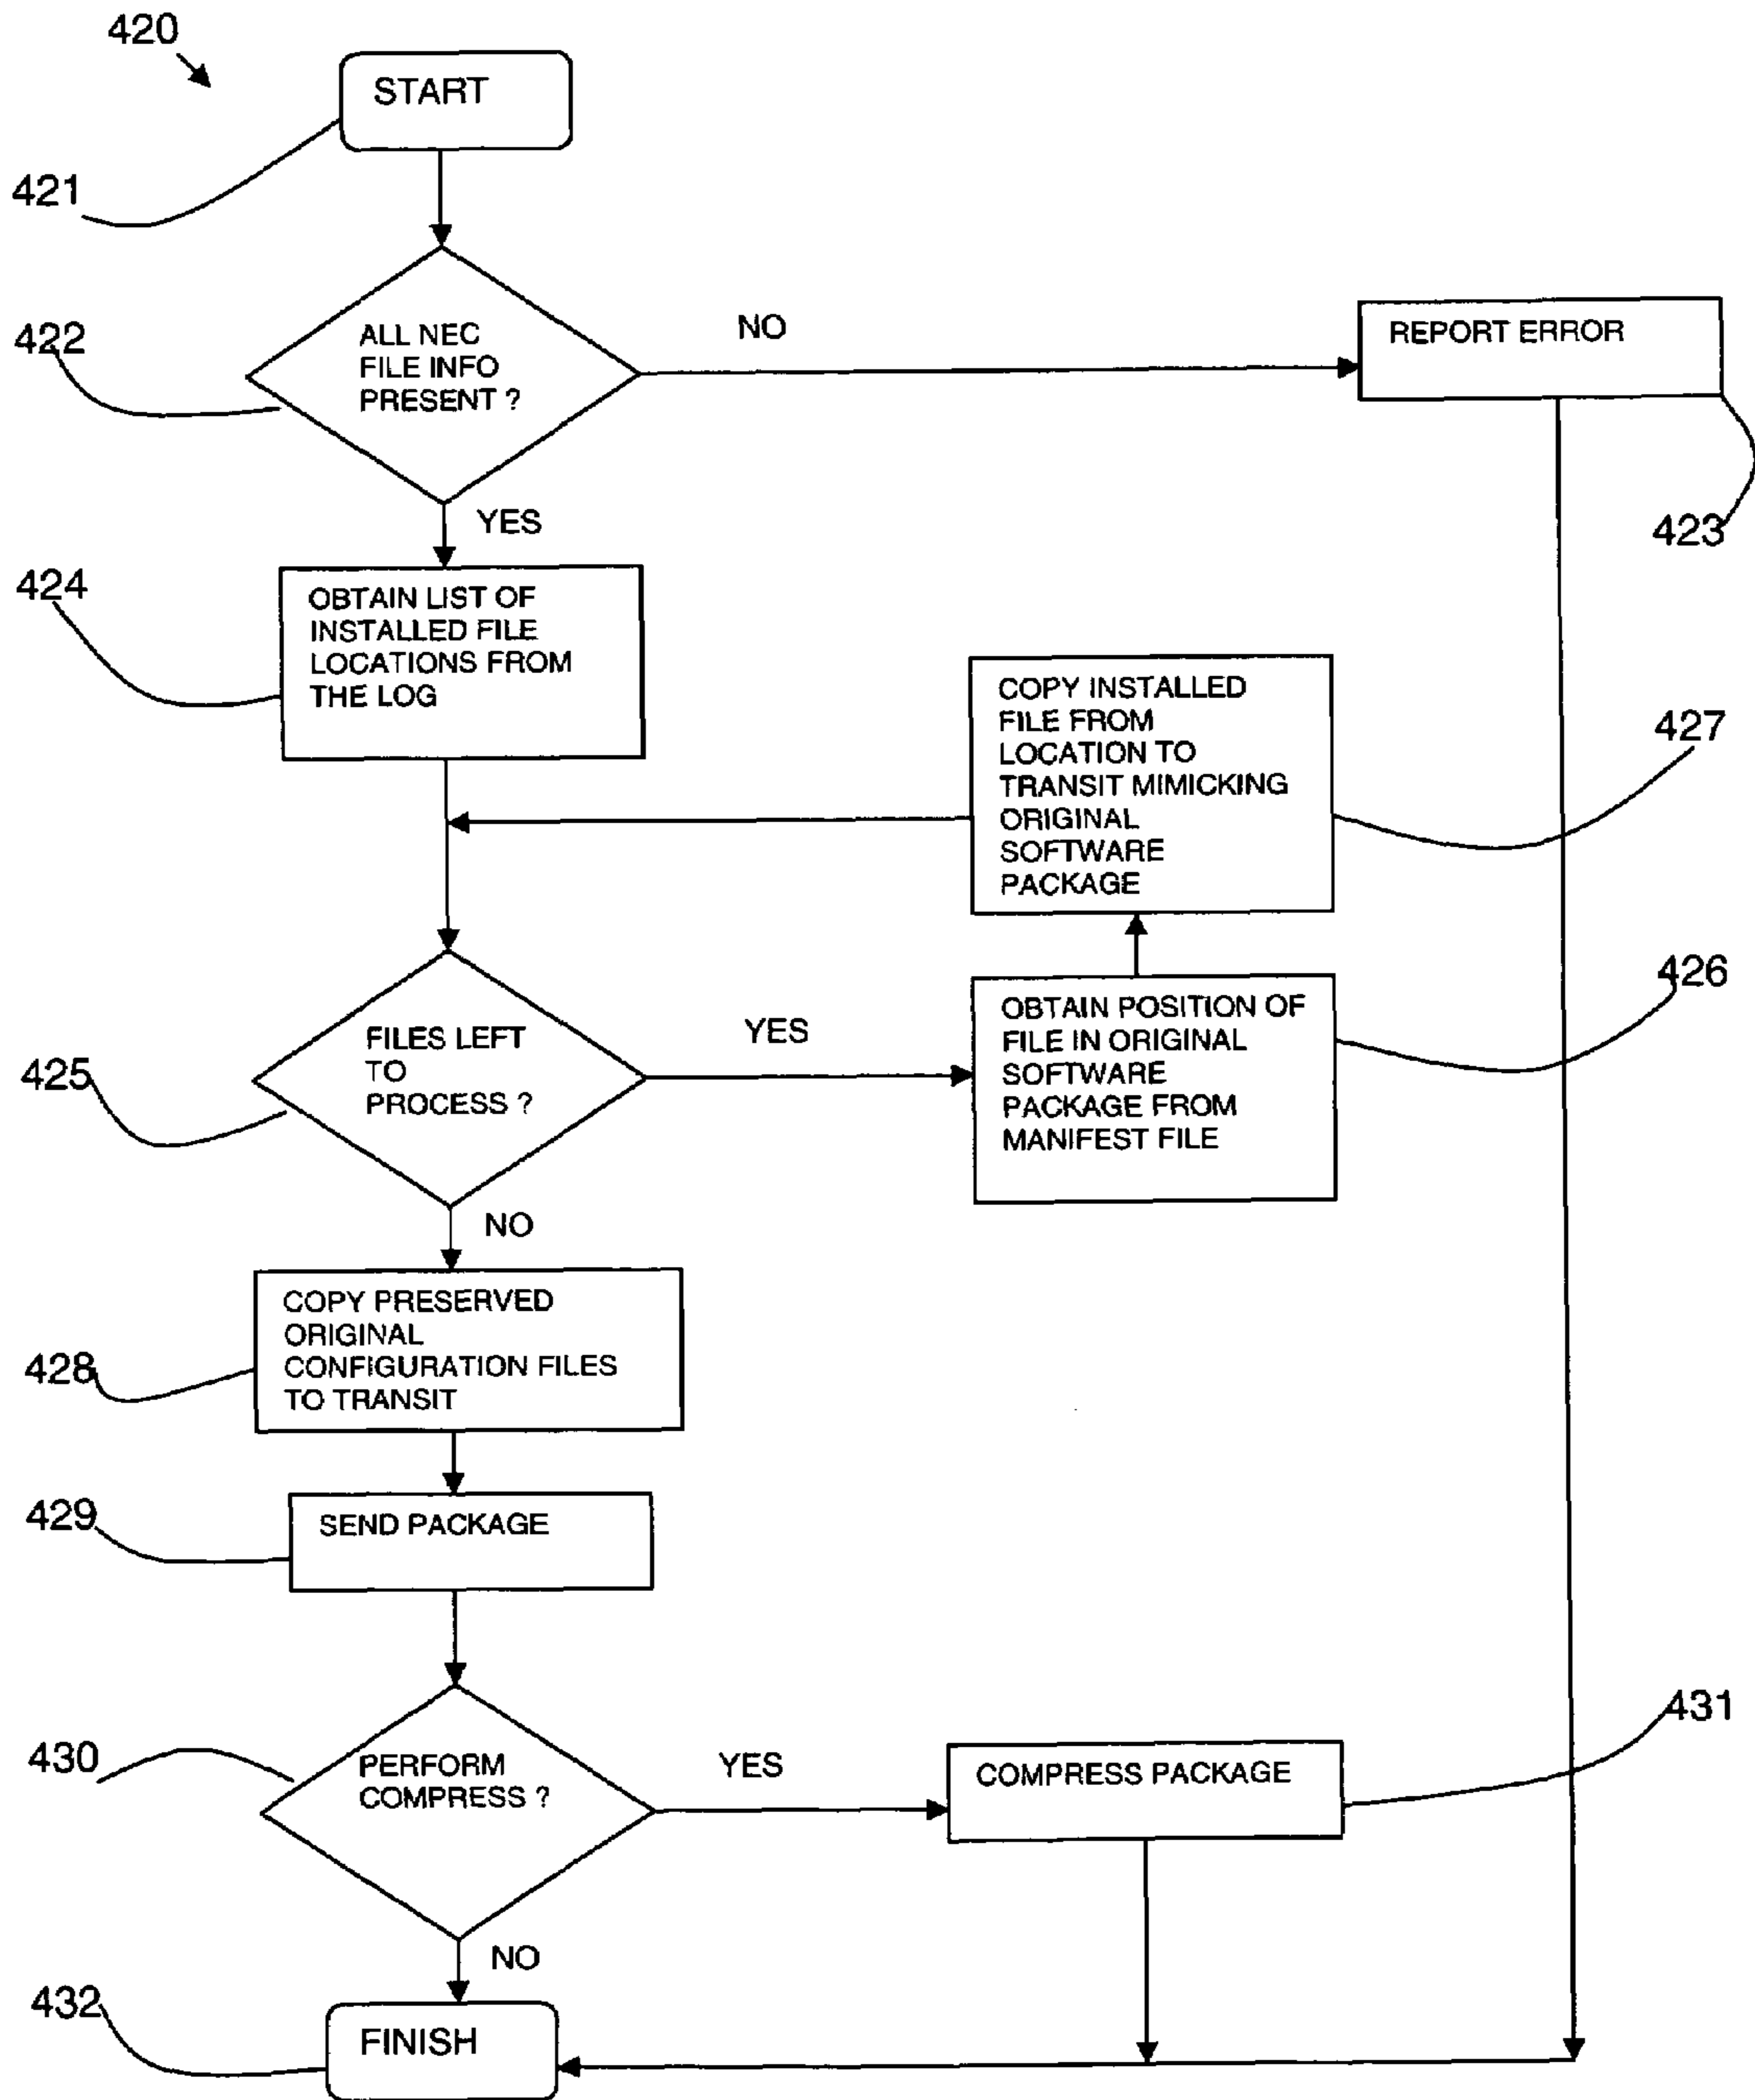 420
START
421
422
ALL NEC
FILE INFO
PRESENT ?
NO
REPORT ERROR
423
YES
424
OBTAIN LIST OF
INSTALLED FILE
LOCATIONS FROM
THE LOG
COPY INSTALLED
FILE FROM
LOCATION TO
TRANSIT MIMICKING
ORIGINAL
SOFTWARE
PACKAGE
427
425
FILES LEFT
TO
PROCESS ?
YES
OBTAIN POSITION OF
FILE IN ORIGINAL
SOFTWARE
PACKAGE FROM
MANIFEST FILE
426
NO
428
COPY PRESERVED
ORIGINAL
CONFIGURATION FILES
TO TRANSIT
429
SEND PACKAGE
430
PERFORM
COMPRESS ?
YES
COMPRESS PACKAGE
431
NO
432
FINISH